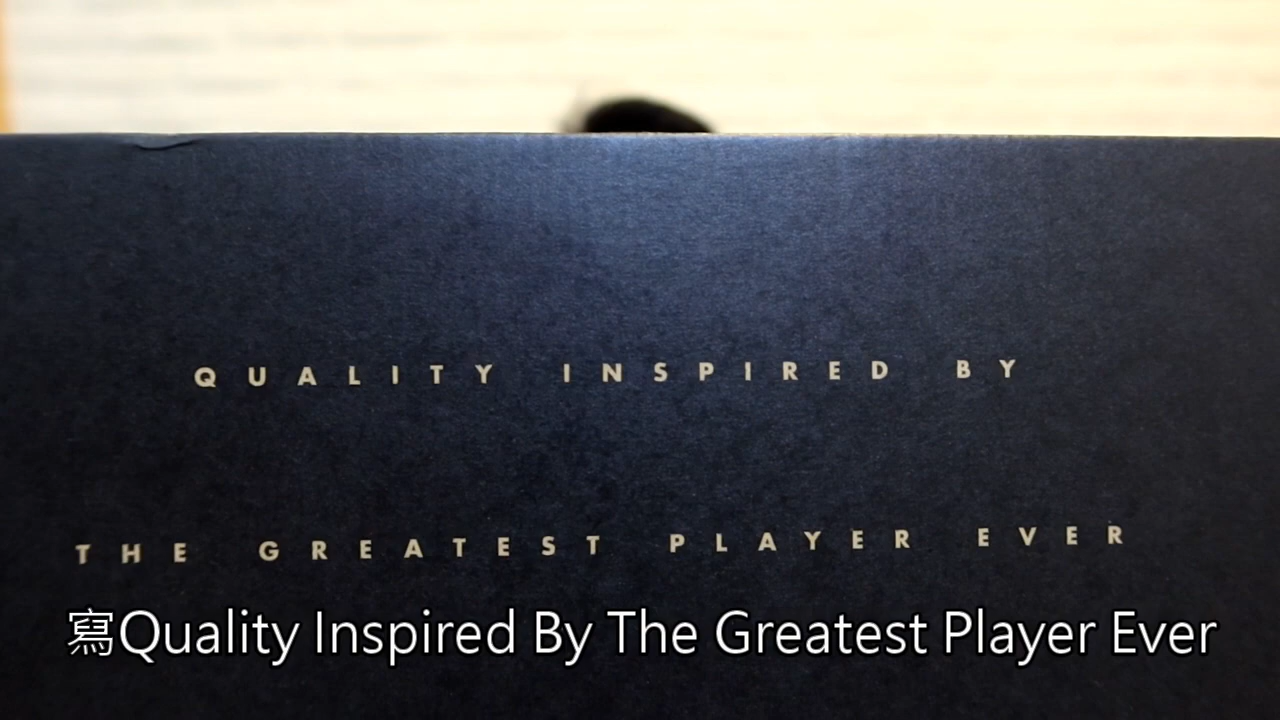 QUALITY INSPIRED BY
THE GREATEST PLAYER EVER
寫Quality Inspired By The Greatest Player Ever